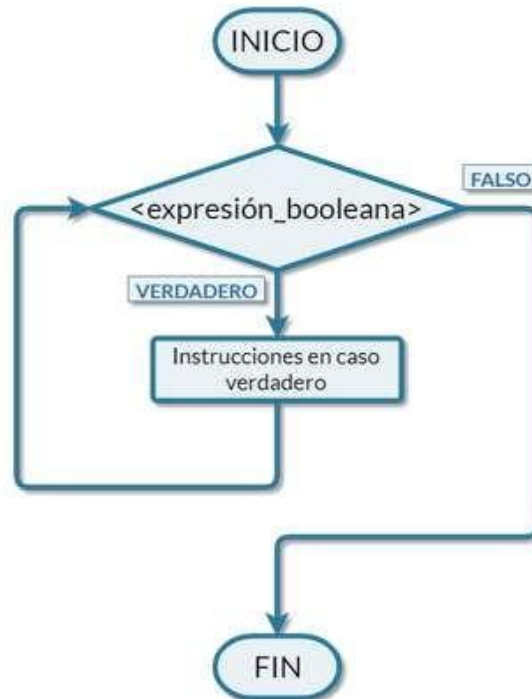 INICIO
<expresión_booleana>
FALSO
VERDADERO
Instrucciones en caso
verdadero
FIN